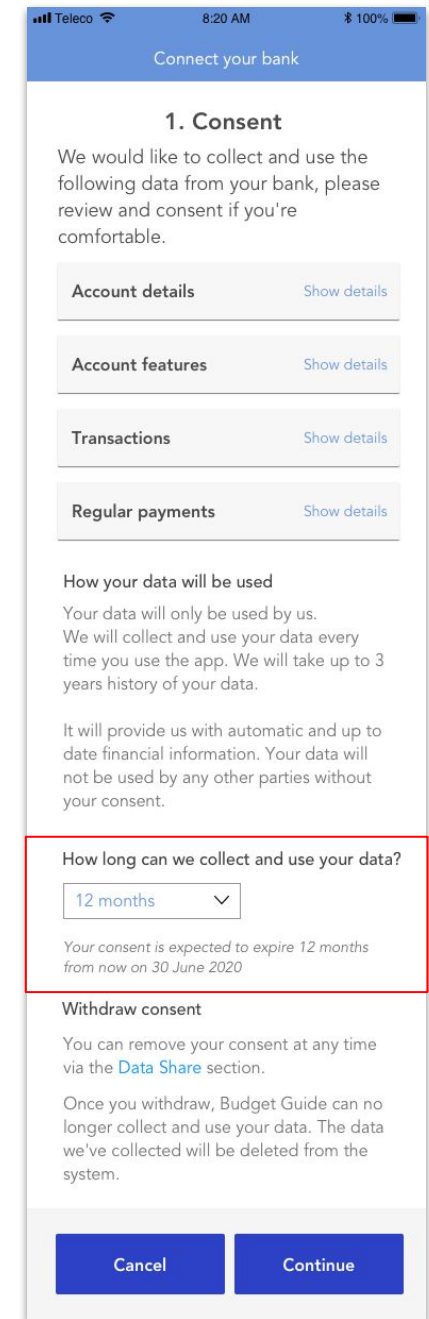 Teleco 8:20 AM 100%
Connect your bank
1. Consent
We would like to collect and use the
following data from your bank, please
review and consent if you're
comfortable.
Account details Show details
Account features Show details
Transactions Show details
Regular payments Show details
How your data will be used
Your data will only be used by us.
We will collect and use your data every
time you use the app. We will take up to 3
years history of your data.
It will provide us with automatic and up to
date financial information. Your data will
not be used by any other parties without
your consent.
How long can we collect and use your data?
12 months
Your consent is expected to expire 12 months
from now on 30 June 2020
Withdraw consent
You can remove your consent at any time
via the Data Share section.
Once you withdraw, Budget Guide can no
longer collect and use your data. The data
we've collected will be deleted from the
system.
Cancel Continue